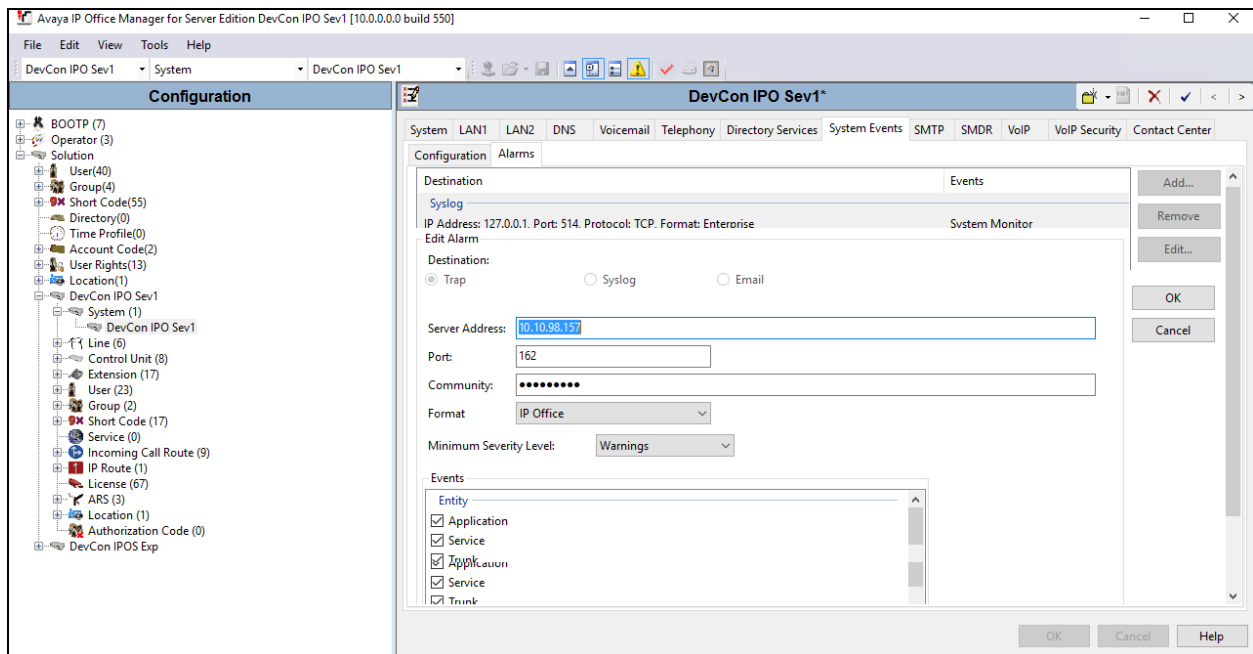 Avaya IP Office Manager for Server Edition DevCon IPO Sev1 [10.0.0.0.0 build 550]
File Edit View Tools Help
DevCon IPO Sev1 System DevCon IPO Sev1
Configuration
BOOTP (7)
Operator (3)
Solution
User(40)
Group(4)
Short Code(55)
Directory(0)
Time Profile(0)
Account Code(2)
User Rights(13)
Location(1)
DevCon IPO Sev1
System (1)
DevCon IPO Sev1
Line (6)
Control Unit (8)
Extension (17)
User (23)
Group (2)
Short Code (17)
Service (0)
Incoming Call Route (9)
IP Route (1)
License (67)
ARS (3)
Location (1)
Authorization Code (0)
DevCon IPOS Exp
DevCon IPO Sev1*
System LAN1 LAN2 DNS Voicemail Telephony Directory Services System Events SMTP SMDR VoIP VoIP Security Contact Center
Configuration Alarms
Destination Events
Syslog
IP Address: 127.0.0.1, Port: 514, Protocol: TCP, Format: Enterprise System Monitor
Add...
Remove
Edit...
OK
Cancel
Edit Alarm
Destination:
Trap Syslog Email
Server Address: 10.10.98.157
Port: 162
Community: •••••••••
Format IP Office
Minimum Severity Level: Warnings
Events
Entity
Application
Service
Trunk
Application
Service
Trunk
OK Cancel Help